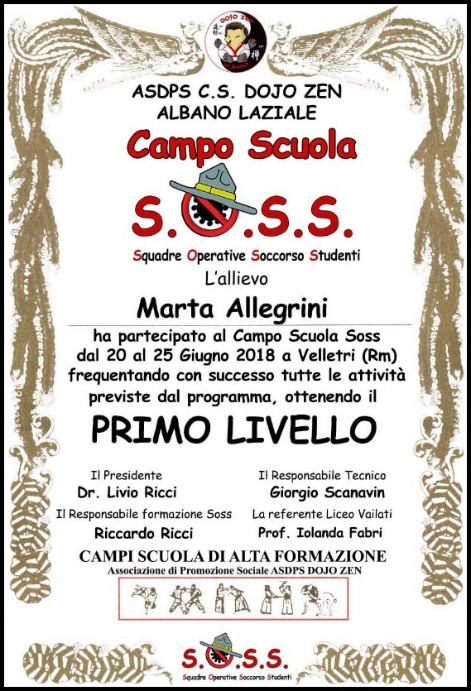 DOJO ZEN
ASDPS C.S. DOJO ZEN
ALBANO LAZIALE
Campo Scuola
S.O.S.S.
Squadre Operative Soccorso Studenti
L'allievo
Marta Allegrini
ha partecipato al Campo Scuola Soss
dal 20 al 25 Giugno 2018 a Velletri (Rm)
frequentando con successo tutte le attività
previste dal programma, ottenendo il
PRIMO LIVELLO
Il Presidente
Dr. Livio Ricci
Il Responsabile Tecnico
Giorgio Scanavin
Il Responsabile formazione Soss
Riccardo Ricci
La referente Liceo Vailati
Prof. Iolanda Fabri
CAMPI SCUOLA DI ALTA FORMAZIONE
Associazione di Promozione Sociale ASDPS DOJO ZEN
S.O.S.S.
Squadre Operative Soccorso Studenti